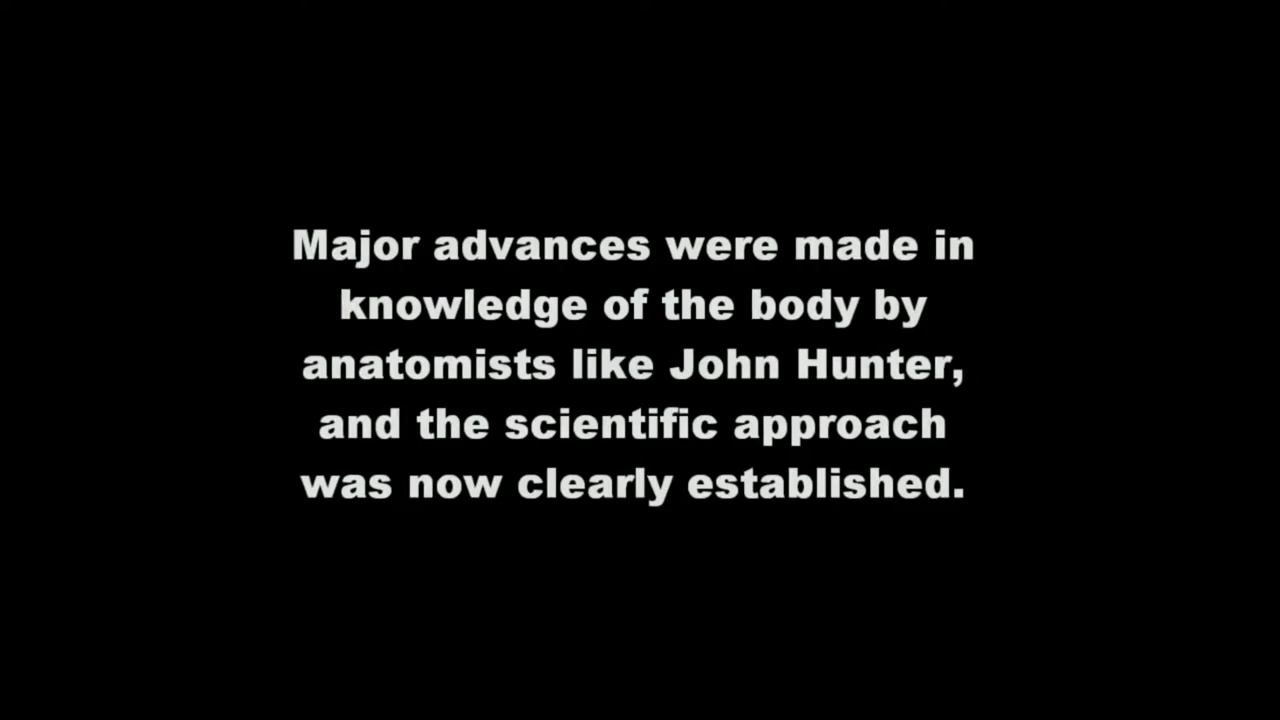 Major advances were made in
knowledge of the body by
anatomists like John Hunter,
and the scientific approach
was now clearly established.